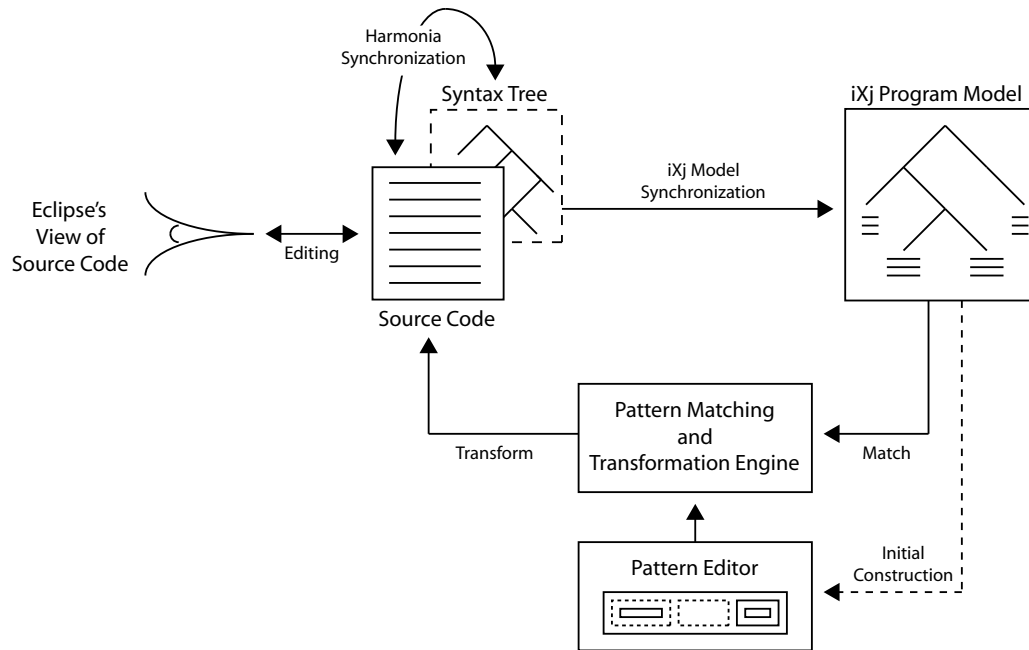 Harmonia
Synchronization
Syntax Tree
iXj Program Model
iXj Model
Synchronization
Eclipse's
View of
Source Code
Editing
Source Code
Pattern Matching
and
Transformation Engine
Transform
Match
Pattern Editor
Initial
Construction